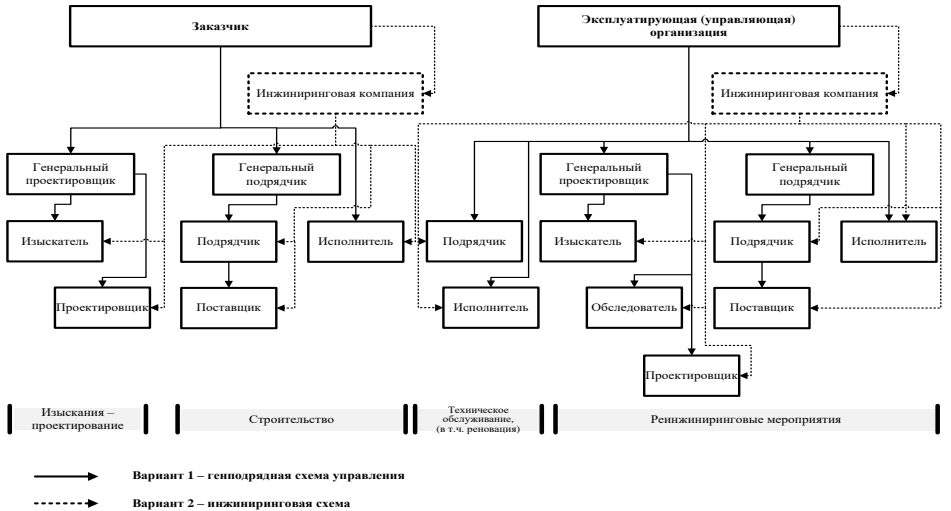 Заказчик
Эксплуатирующая (управляющая)
организация
Инжиниринговая компания
Инжиниринговая компания
Генеральный
проектировщик
Генеральный
подрядчик
Генеральный
проектировщик
Генеральный
подрядчик
Изыскатель
Подрядчик
Исполнитель
Подрядчик
Изыскатель
Подрядчик
Исполнитель
Проектировщик
Поставщик
Исполнитель
Обследователь
Поставщик
Проектировщик
Изыскания –
проектирование
Строительство
Техническое
обслуживание,
(в т.ч. реновация)
Реинжиниринговые мероприятия
Вариант 1 – генподрядная схема управления
Вариант 2 – инжиниринговая схема